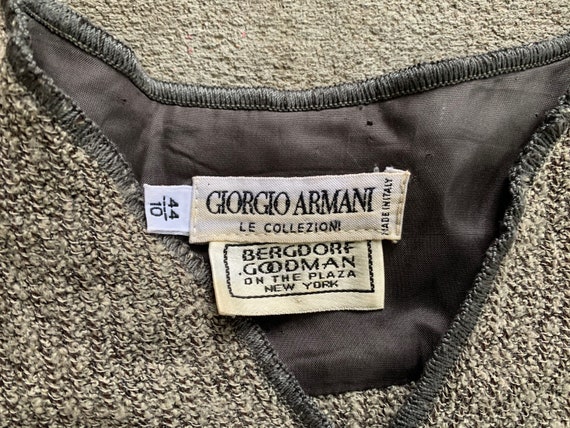 44
10
GIORGIO ARMANI
LE COLLEZIONI
MADE IN ITALY
BERGDORF
GOODMAN
ON THE PLAZA
NEW YORK